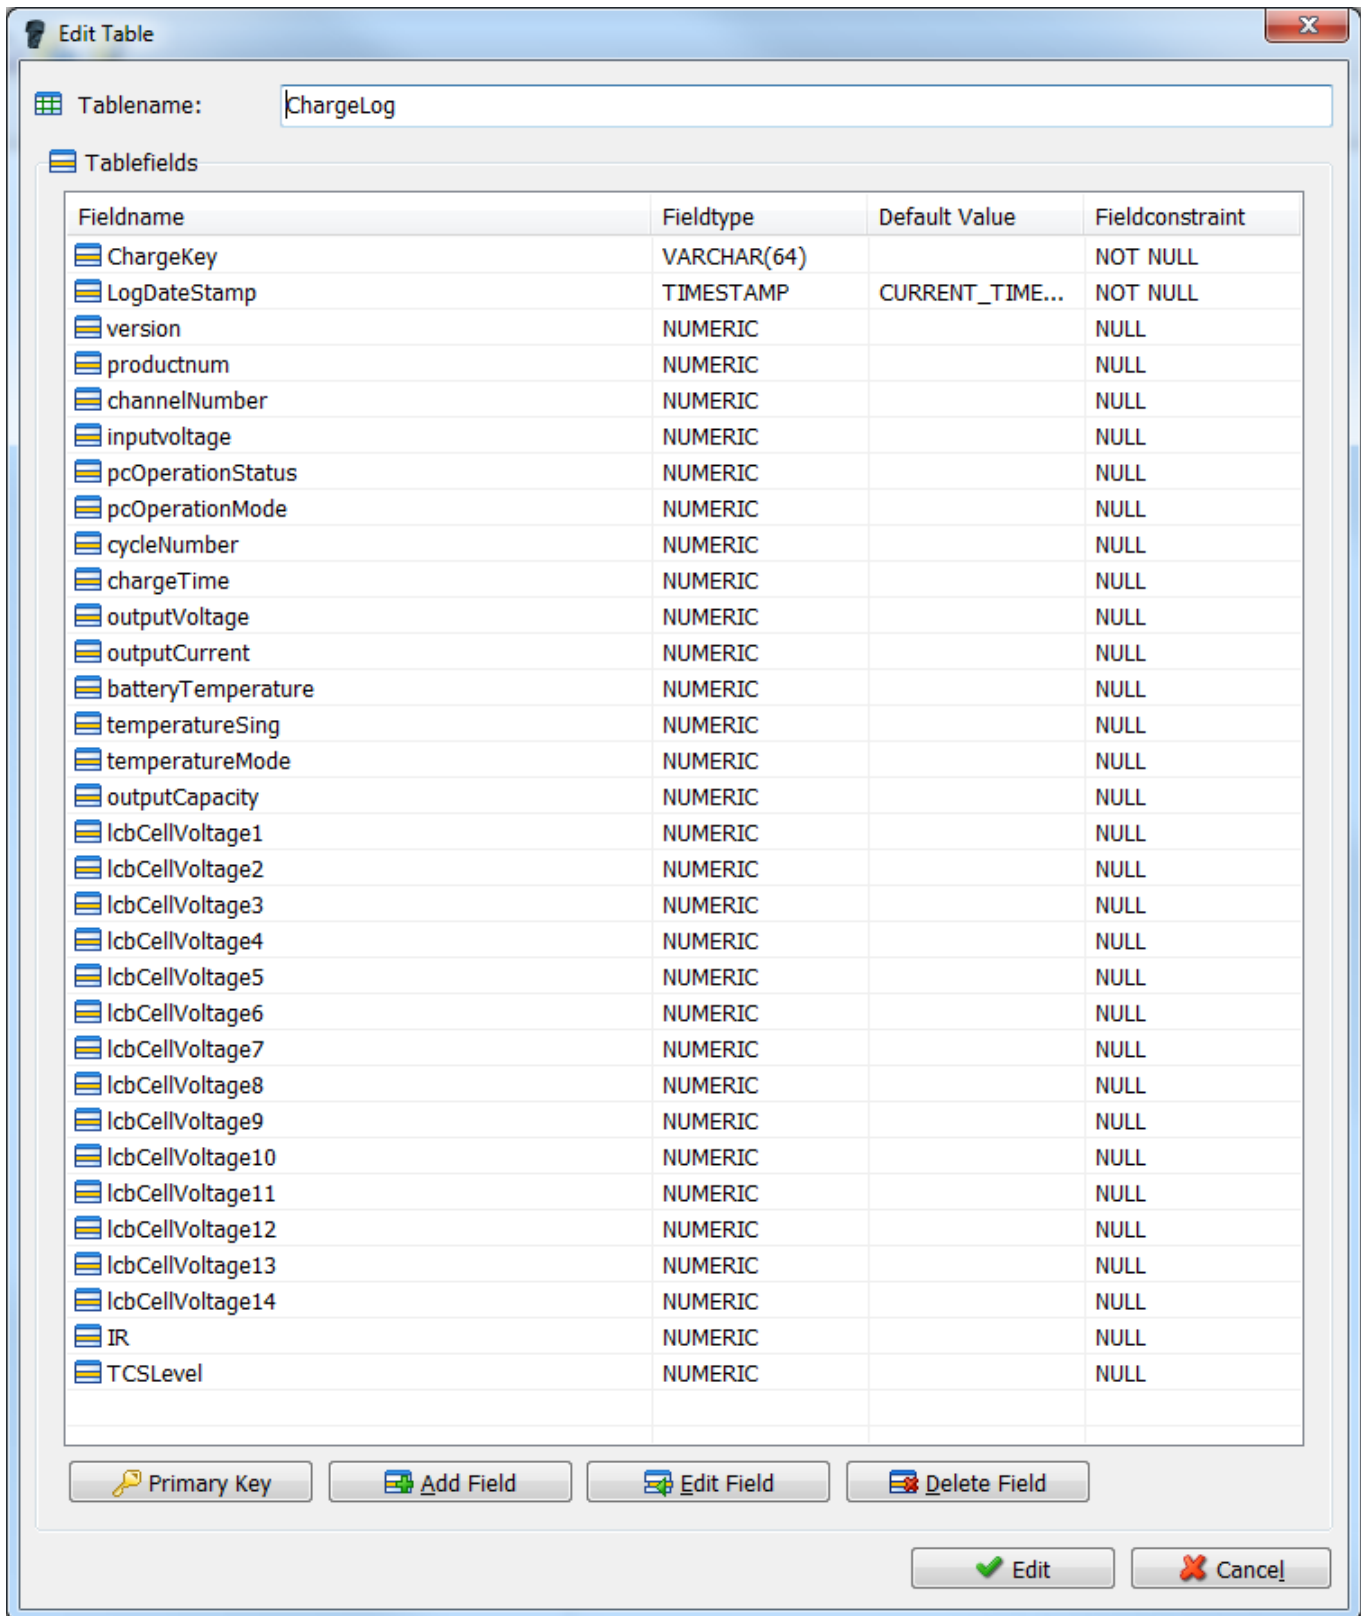 Edit Table
Tablename: ChargeLog
Tablefields
Fieldname Fieldtype Default Value Fieldconstraint
ChargeKey VARCHAR(64) NOT NULL
LogDateStamp TIMESTAMP CURRENT_TIME... NOT NULL
version NUMERIC NULL
productnum NUMERIC NULL
channelNumber NUMERIC NULL
inputvoltage NUMERIC NULL
pcOperationStatus NUMERIC NULL
pcOperationMode NUMERIC NULL
cycleNumber NUMERIC NULL
chargeTime NUMERIC NULL
outputVoltage NUMERIC NULL
outputCurrent NUMERIC NULL
batteryTemperature NUMERIC NULL
temperatureSing NUMERIC NULL
temperatureMode NUMERIC NULL
outputCapacity NUMERIC NULL
lcbCellVoltage1 NUMERIC NULL
lcbCellVoltage2 NUMERIC NULL
lcbCellVoltage3 NUMERIC NULL
lcbCellVoltage4 NUMERIC NULL
lcbCellVoltage5 NUMERIC NULL
lcbCellVoltage6 NUMERIC NULL
lcbCellVoltage7 NUMERIC NULL
lcbCellVoltage8 NUMERIC NULL
lcbCellVoltage9 NUMERIC NULL
lcbCellVoltage10 NUMERIC NULL
lcbCellVoltage11 NUMERIC NULL
lcbCellVoltage12 NUMERIC NULL
lcbCellVoltage13 NUMERIC NULL
lcbCellVoltage14 NUMERIC NULL
IR NUMERIC NULL
TCSLevel NUMERIC NULL
Primary Key Add Field Edit Field Delete Field
Edit Cancel